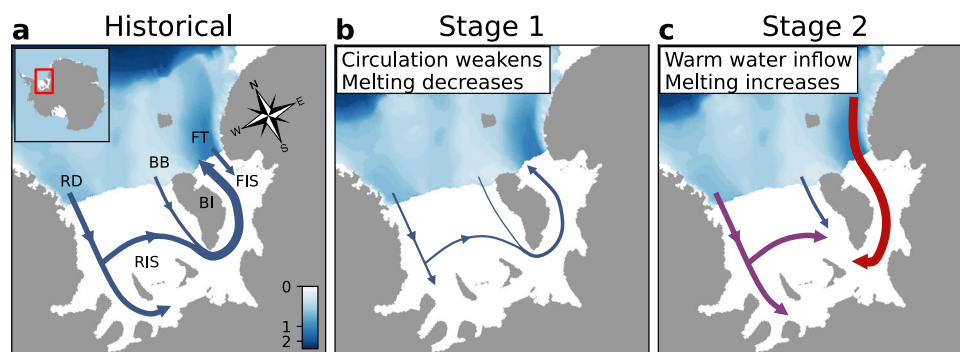 a Historical
N
E
W
S
FT
BB
RD
FIS
BI
RIS
0
1
2
b Stage 1
Circulation weakens
Melting decreases
c Stage 2
Warm water inflow
Melting increases